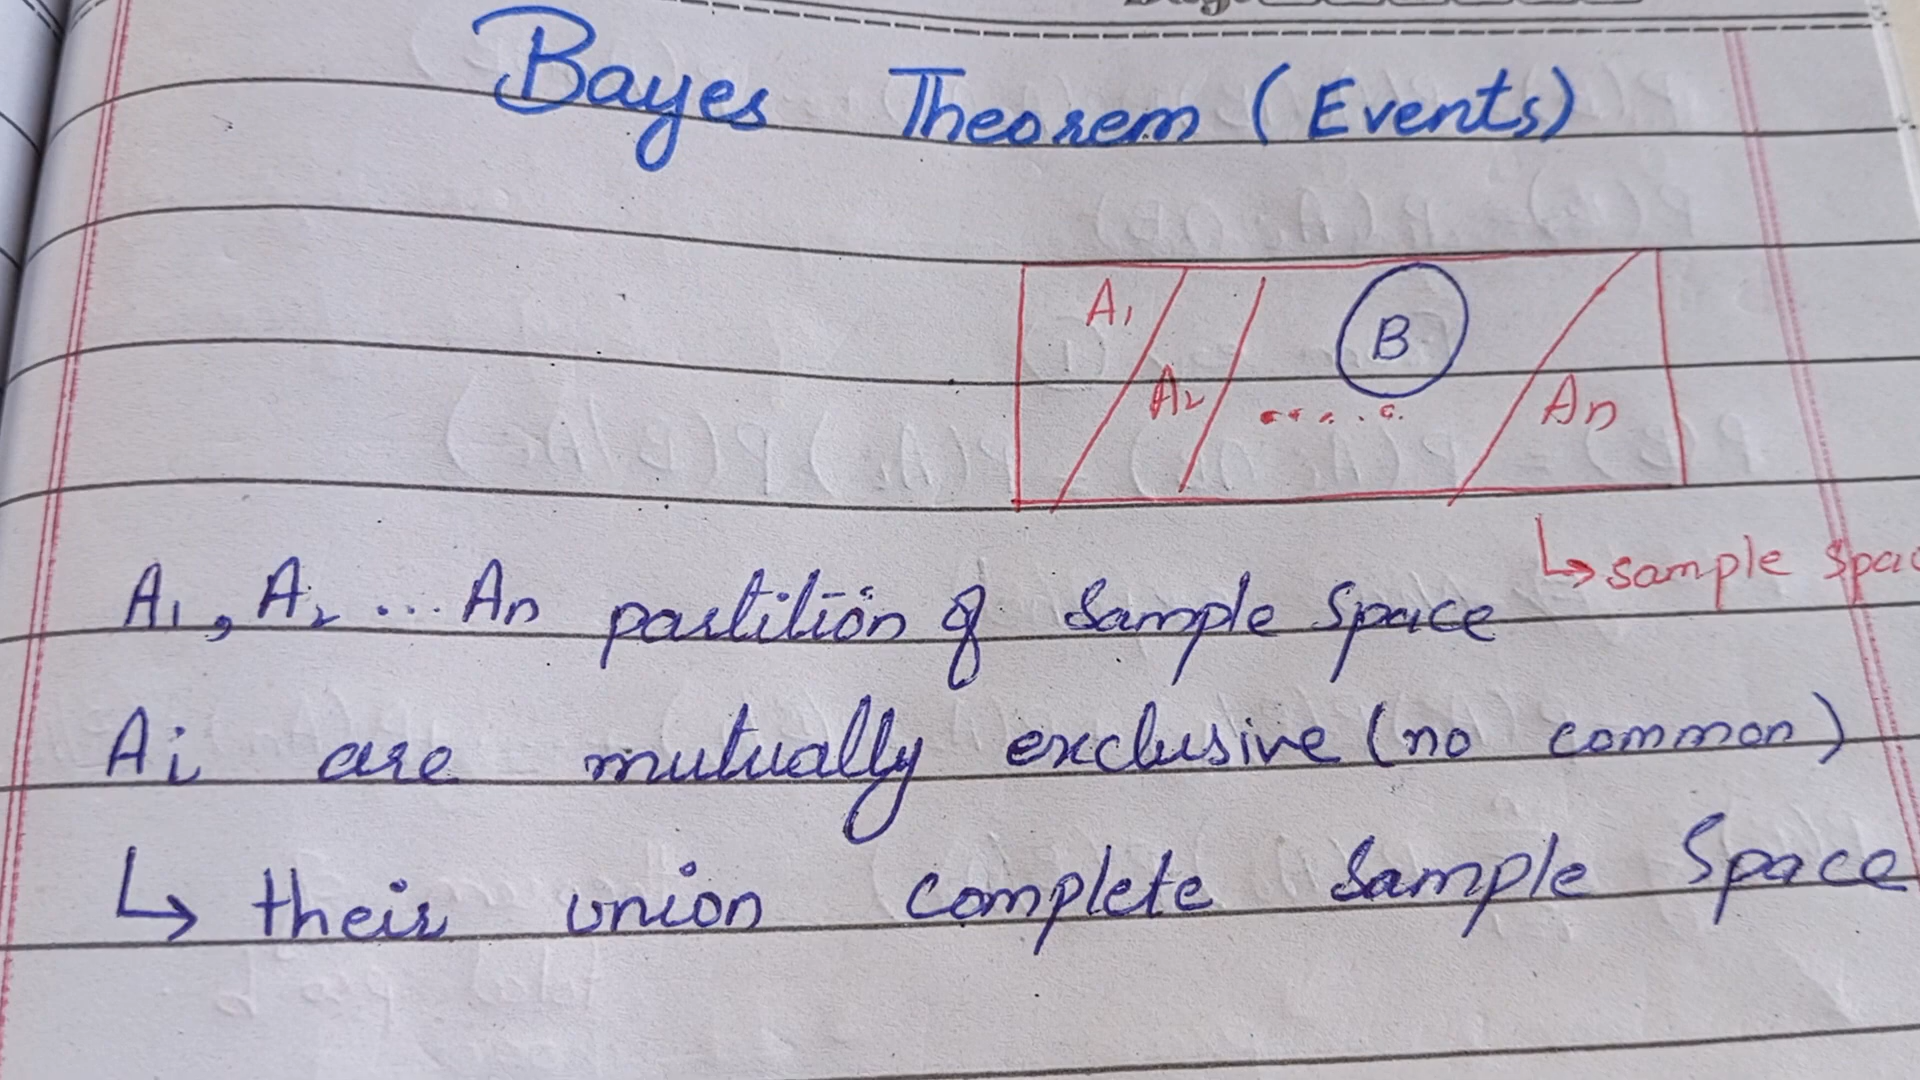 Bayes Theorem (Events)
A1
A2
.....
B
An
↳ sample spac
A1, A2 ... An partition of Sample Space
Ai are mutually exclusive (no common)
↳ their union complete Sample Space